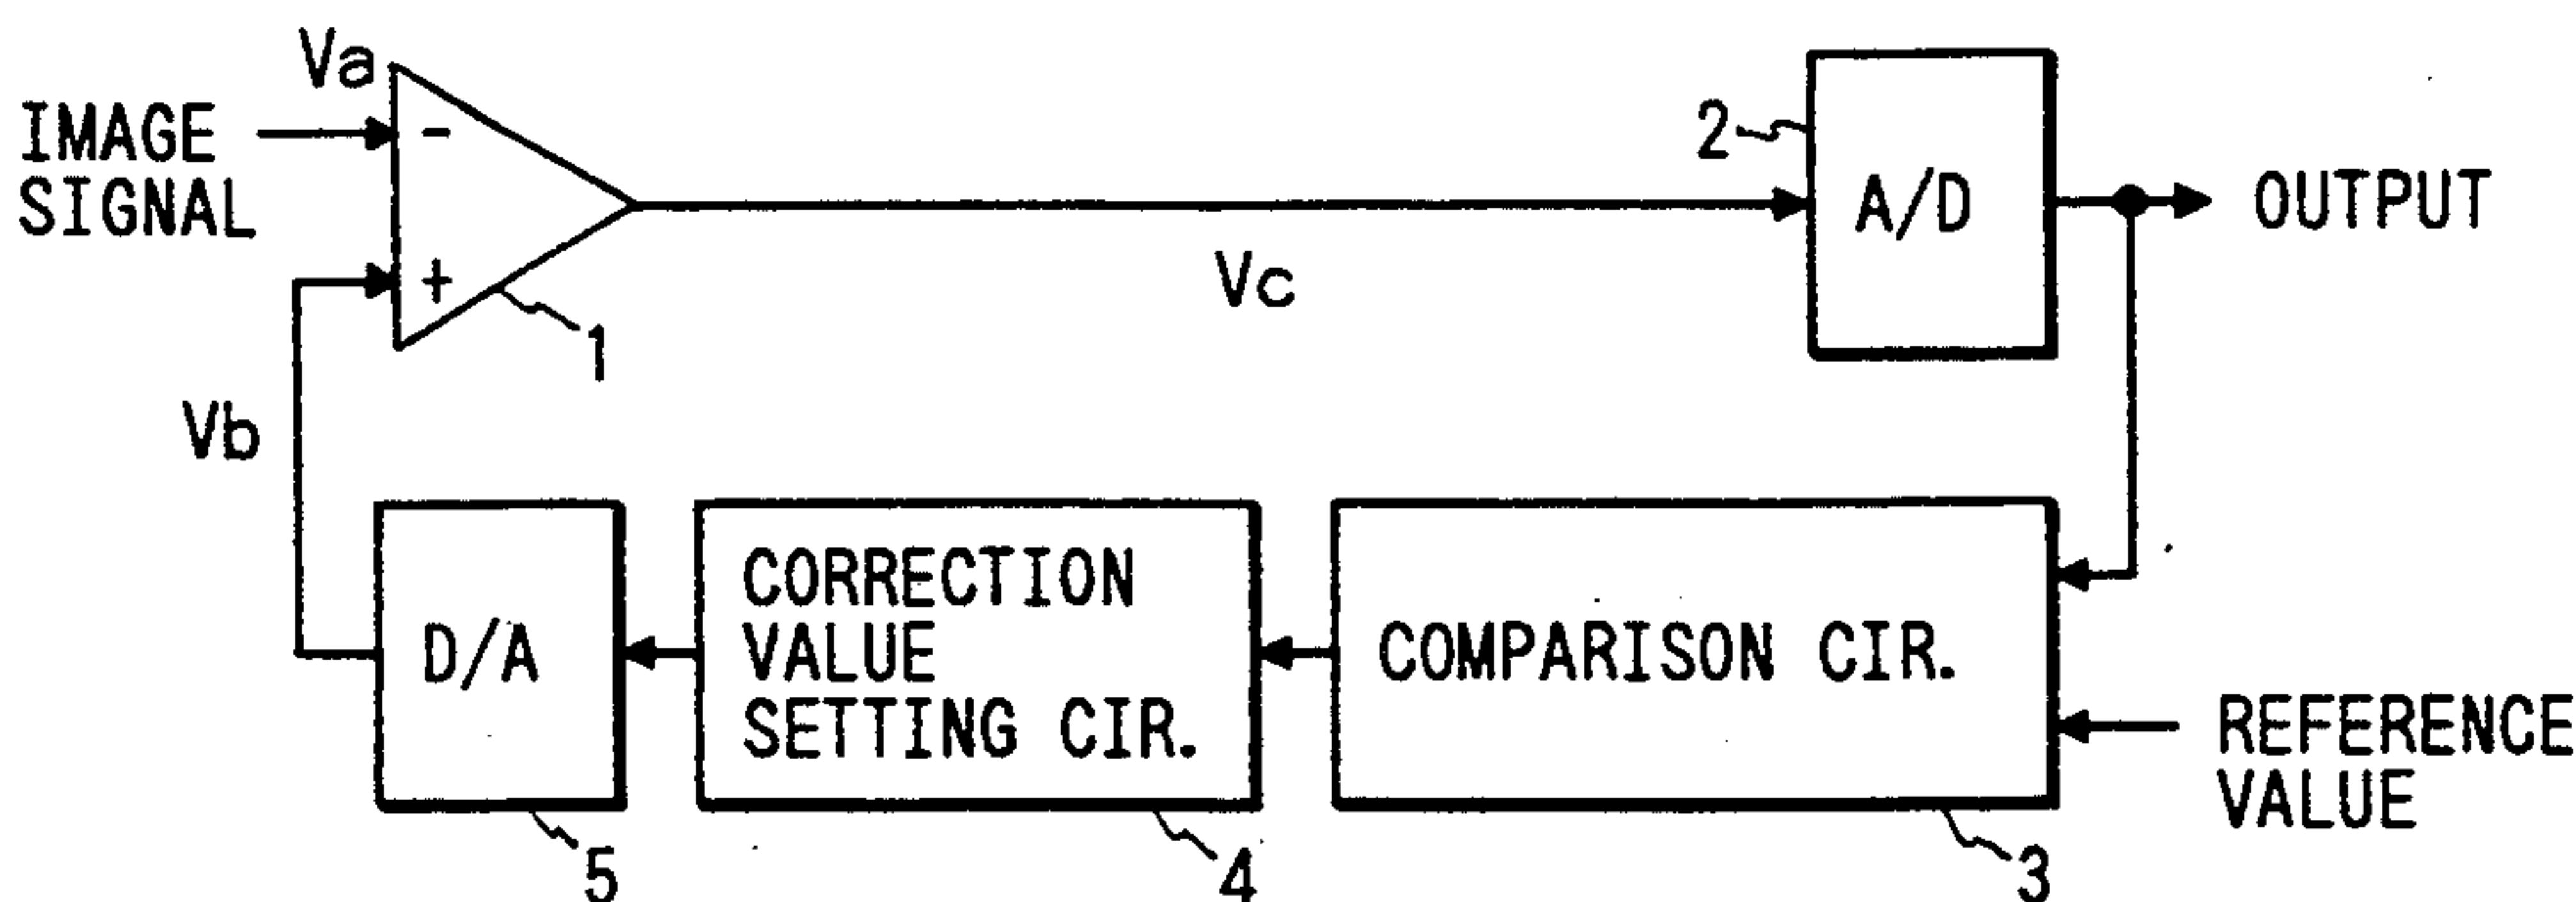 Va
IMAGE
SIGNAL
-
+
1
Vb
Vc
2
A/D
OUTPUT
D/A
5
CORRECTION
VALUE
SETTING CIR.
4
COMPARISON CIR.
3
REFERENCE
VALUE